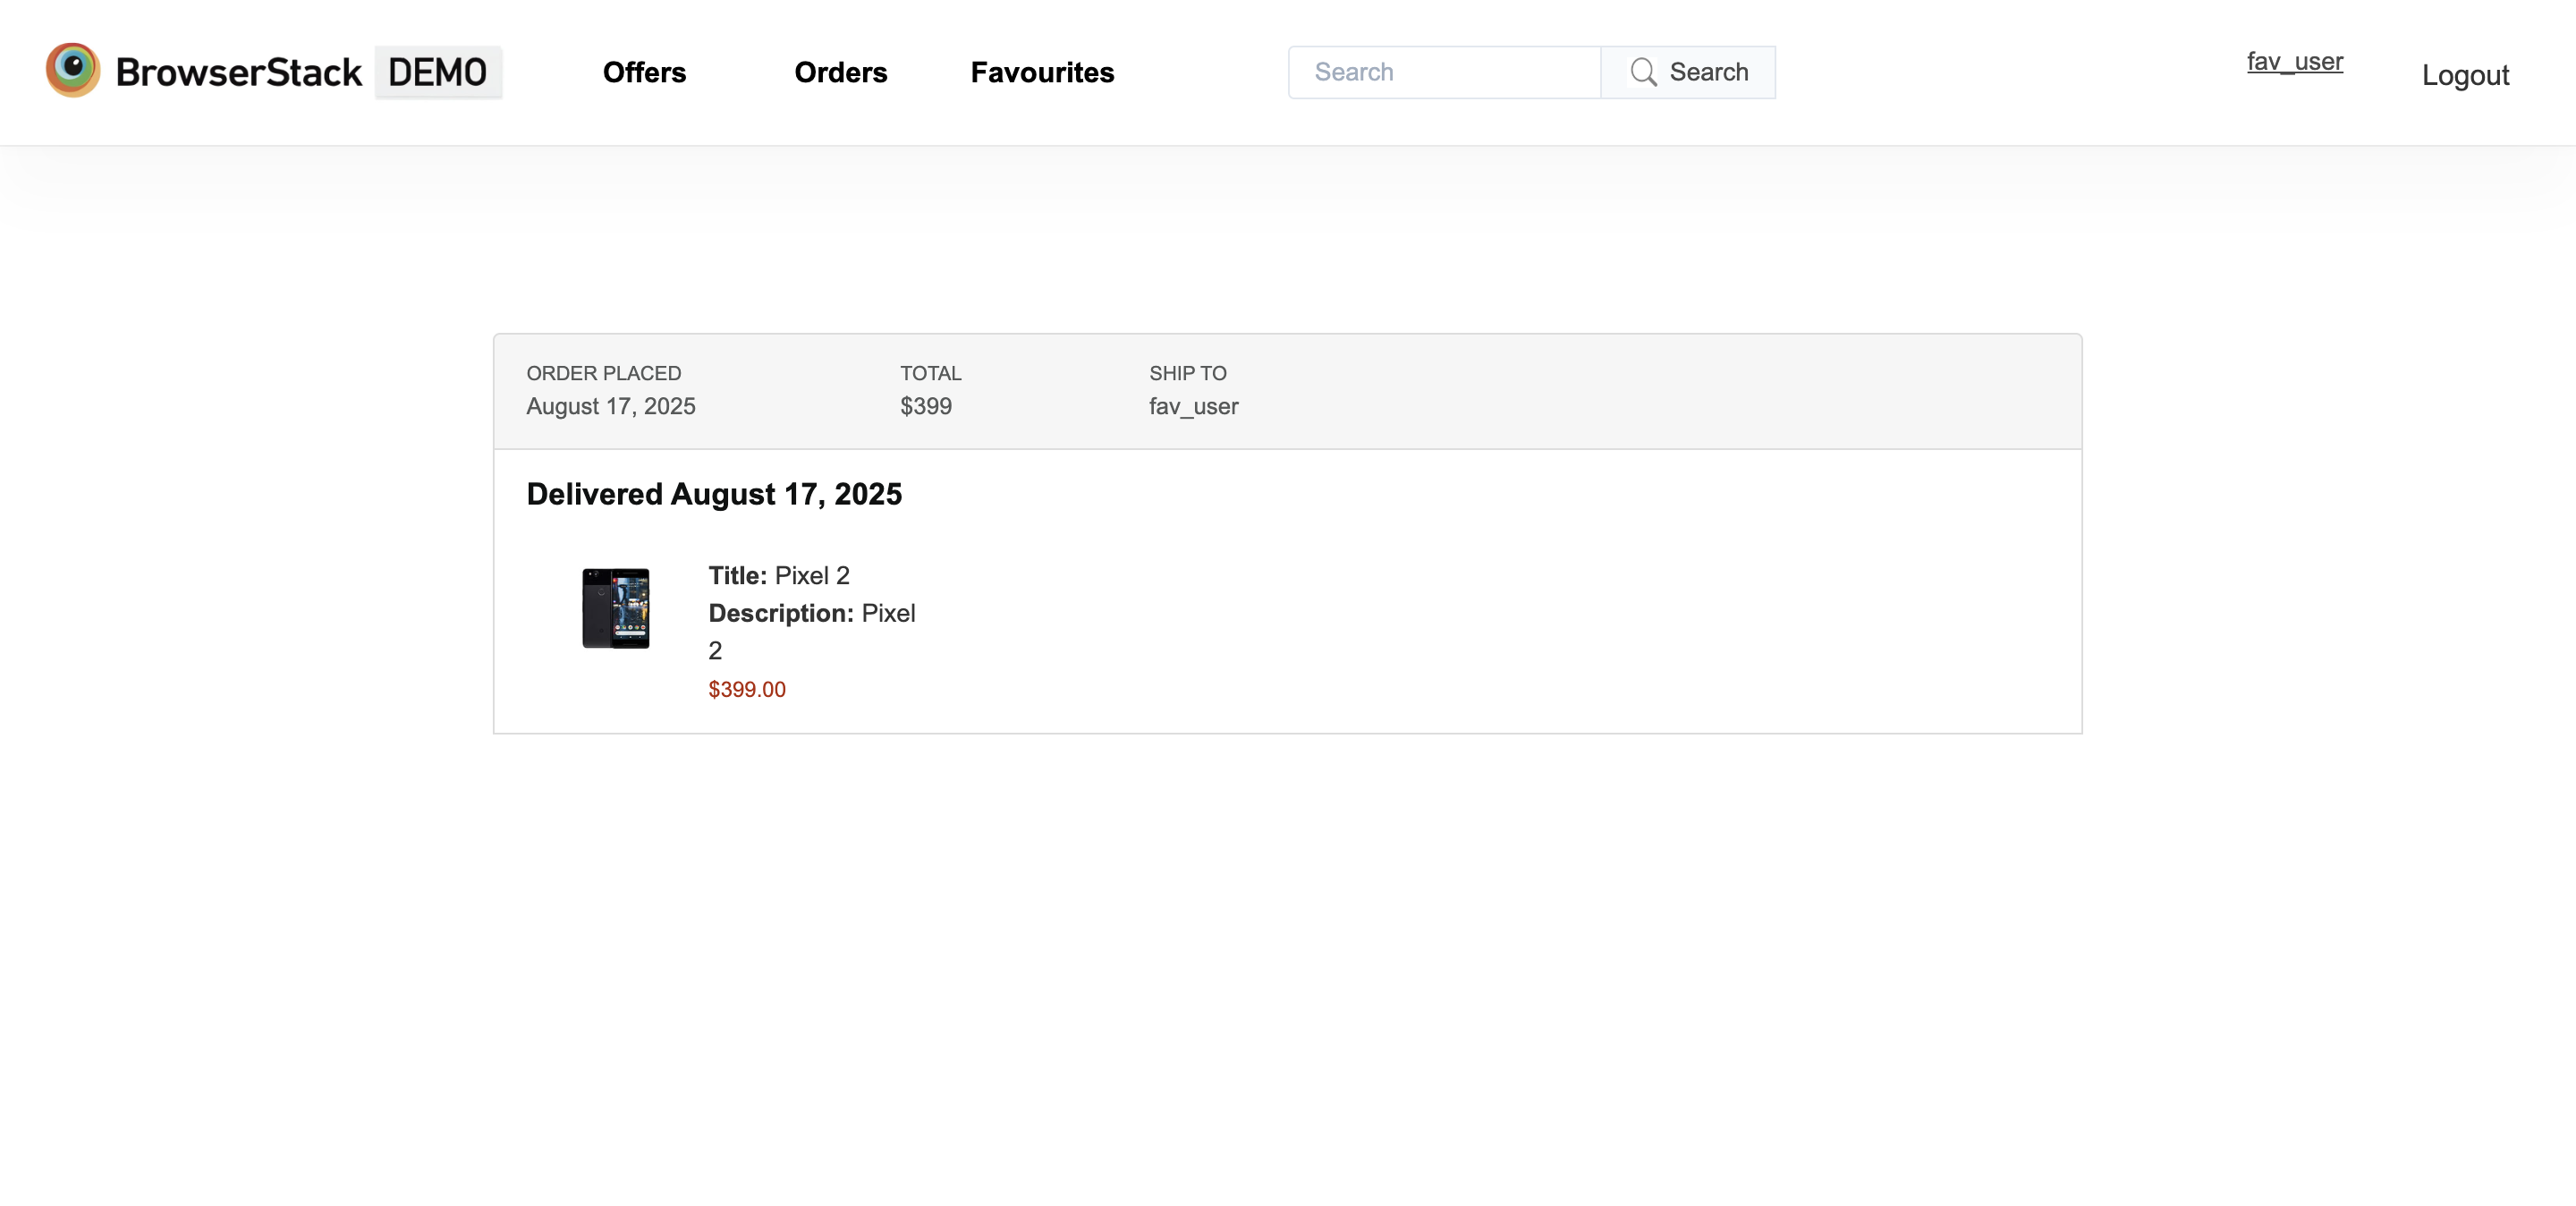 BrowserStack DEMO
Offers
Orders
Favourites
Search
Search
fav_user
Logout
ORDER PLACED
August 17, 2025
TOTAL
$399
SHIP TO
fav_user
Delivered August 17, 2025
Title: Pixel 2
Description: Pixel
2
$399.00